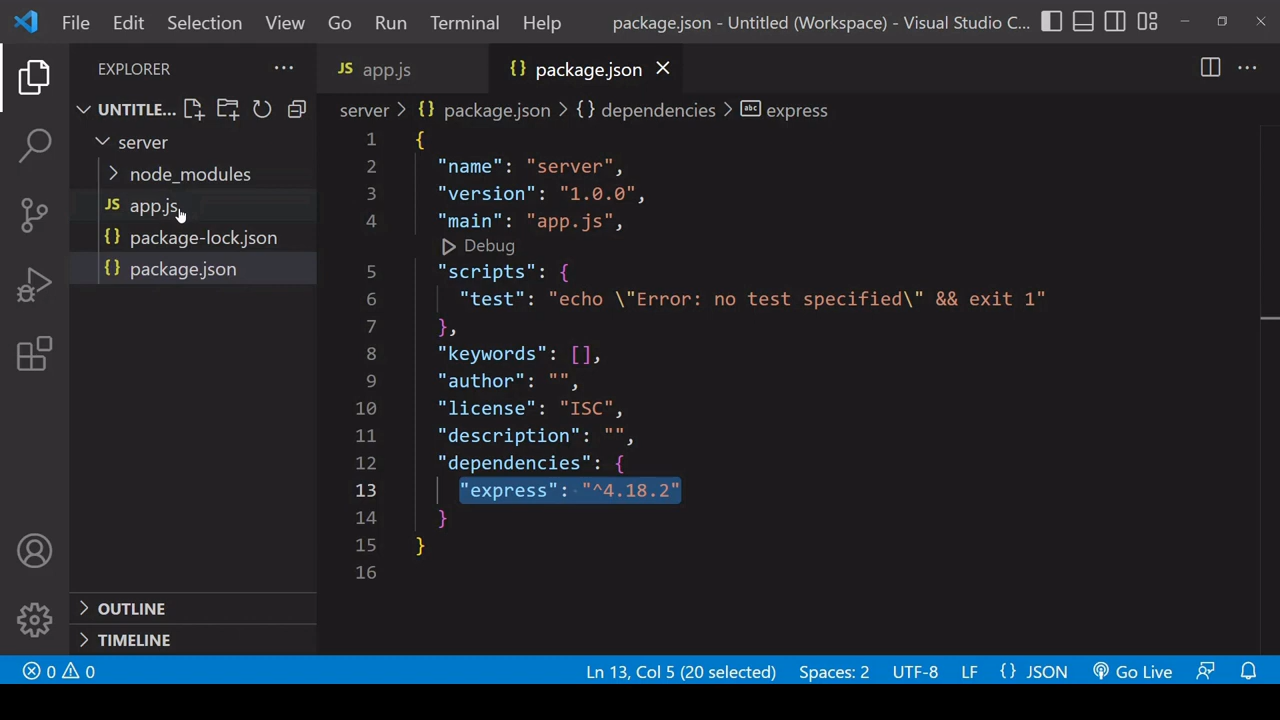 File Edit Selection View Go Run Terminal Help package.json - Untitled (Workspace) - Visual Studio C...
EXPLORER
UNTITLE...
server
node_modules
JS app.js
{} package-lock.json
{} package.json
OUTLINE
TIMELINE
JS app.js {} package.json
server > {} package.json > {} dependencies > abc express
1 {
2 "name": "server",
3 "version": "1.0.0",
4 "main": "app.js",
Debug
5 "scripts": {
6 "test": "echo \"Error: no test specified\" && exit 1"
7 },
8 "keywords": [],
9 "author": "",
10 "license": "ISC",
11 "description": "",
12 "dependencies": {
13 "express": "^4.18.2"
14 }
15 }
16
0 0 Ln 13, Col 5 (20 selected) Spaces: 2 UTF-8 LF {} JSON Go Live